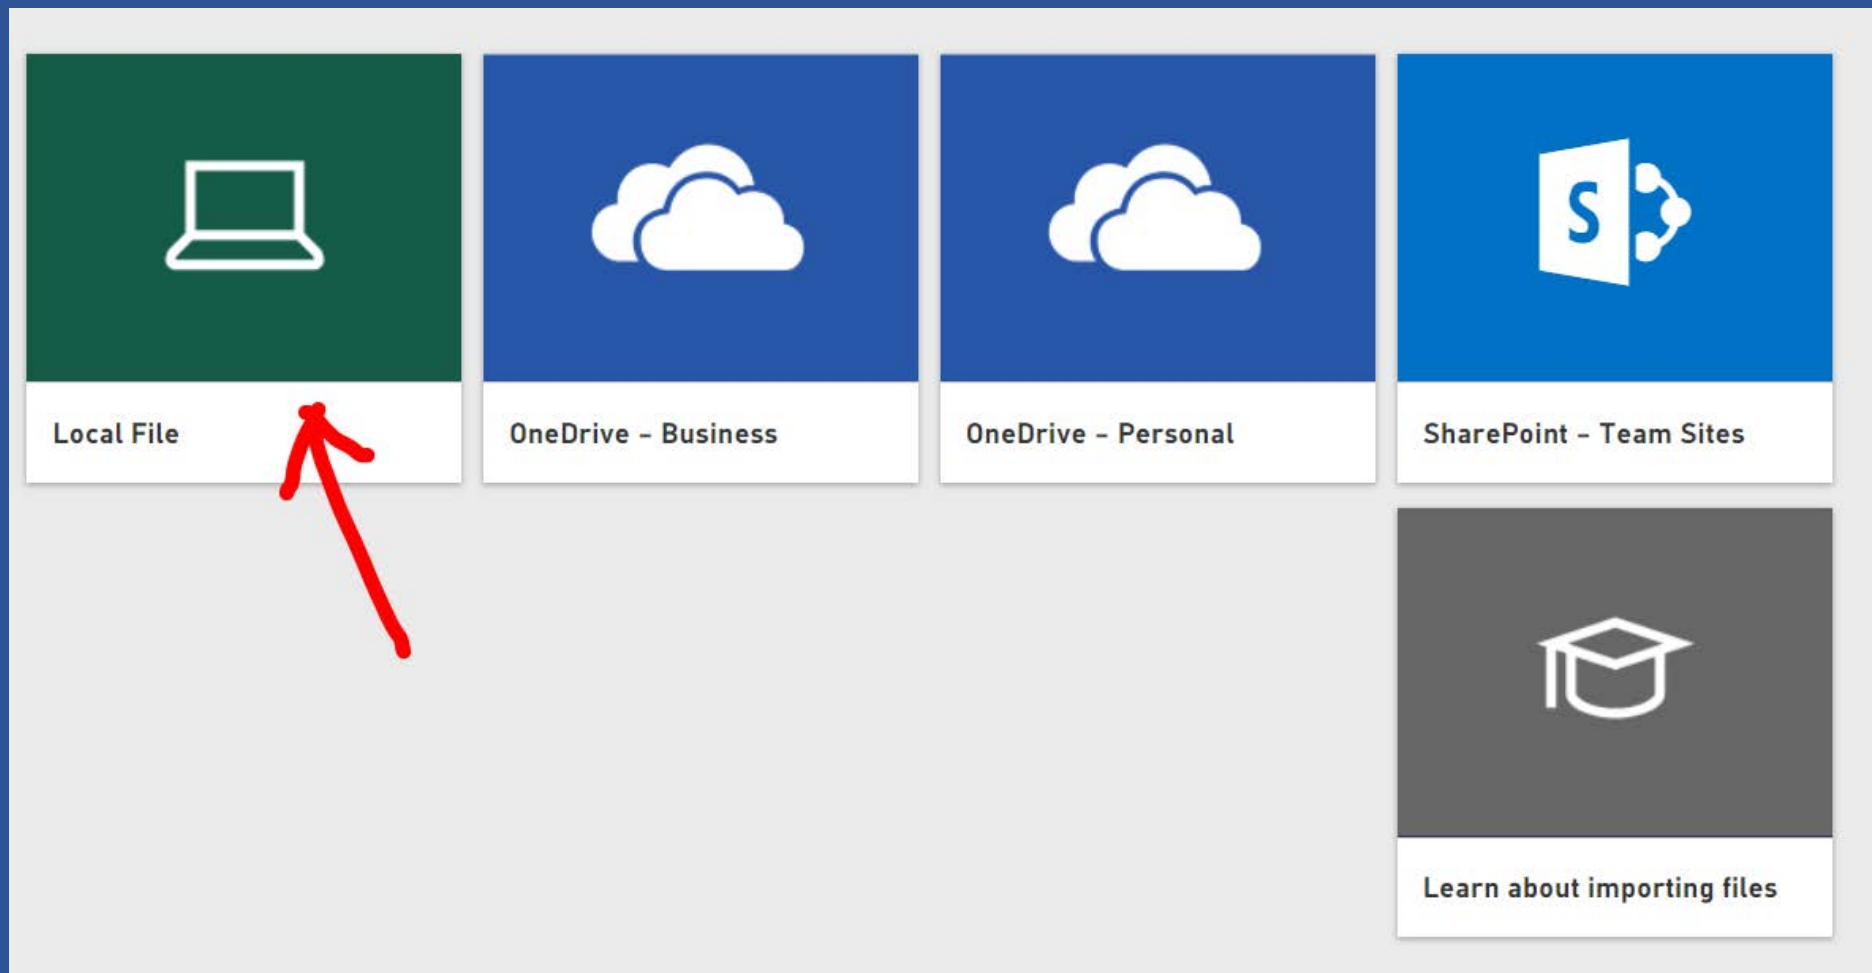 S
Local File
OneDrive – Business
OneDrive – Personal
SharePoint – Team Sites
Learn about importing files